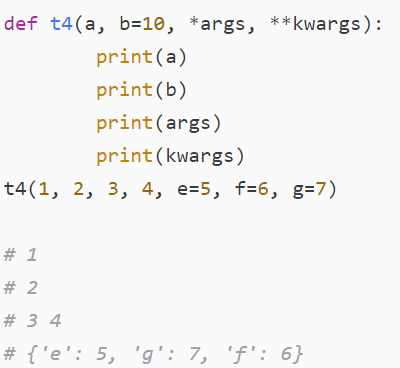 def t4(a, b=10, *args, **kwargs):
        print(a)
        print(b)
        print(args)
        print(kwargs)
t4(1, 2, 3, 4, e=5, f=6, g=7)
# 1
# 2
# 3 4
# {'e': 5, 'g': 7, 'f': 6}